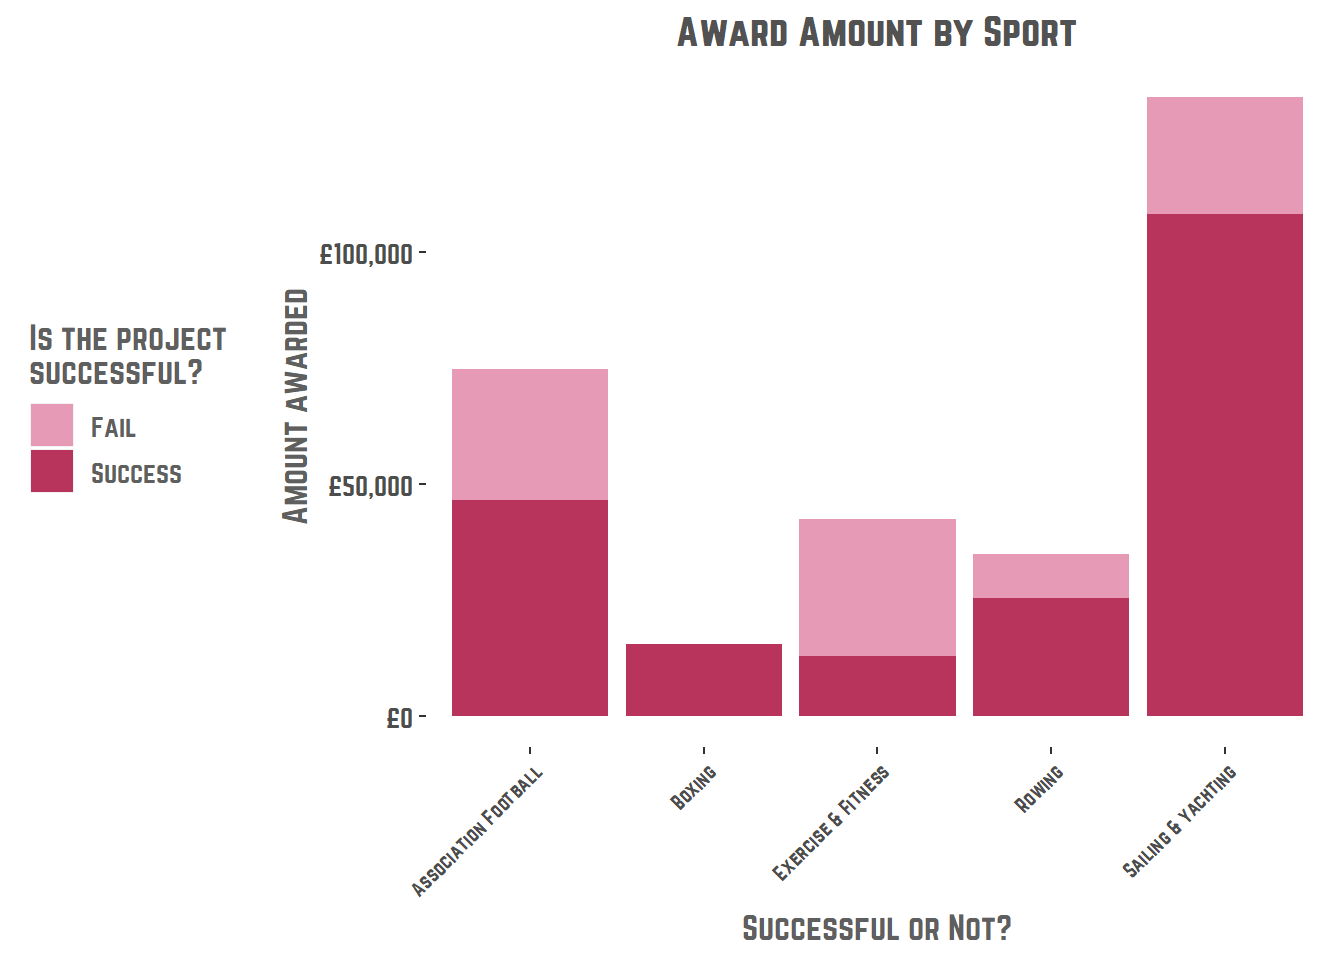 Award Amount by Sport
Is the project
successful?
Fail
Success
Amount awarded
£100,000
£50,000
£0
Association Football
Boxing
Exercise & Fitness
Rowing
Sailing & yachting
Successful or Not?